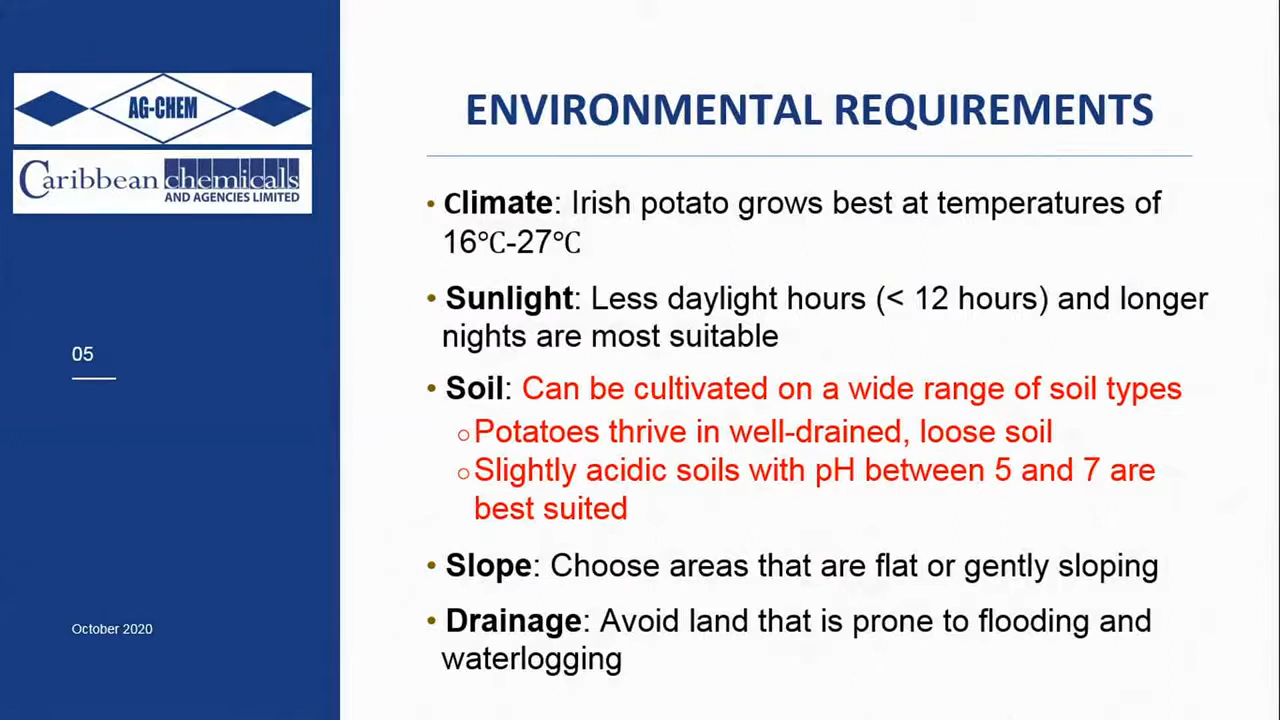 AG-CHEM
Caribbean chemicals
AND AGENCIES LIMITED
05
October 2020
ENVIRONMENTAL REQUIREMENTS
• Climate: Irish potato grows best at temperatures of
16℃-27℃
• Sunlight: Less daylight hours (< 12 hours) and longer
nights are most suitable
• Soil: Can be cultivated on a wide range of soil types
○Potatoes thrive in well-drained, loose soil
○Slightly acidic soils with pH between 5 and 7 are
best suited
• Slope: Choose areas that are flat or gently sloping
• Drainage: Avoid land that is prone to flooding and
waterlogging